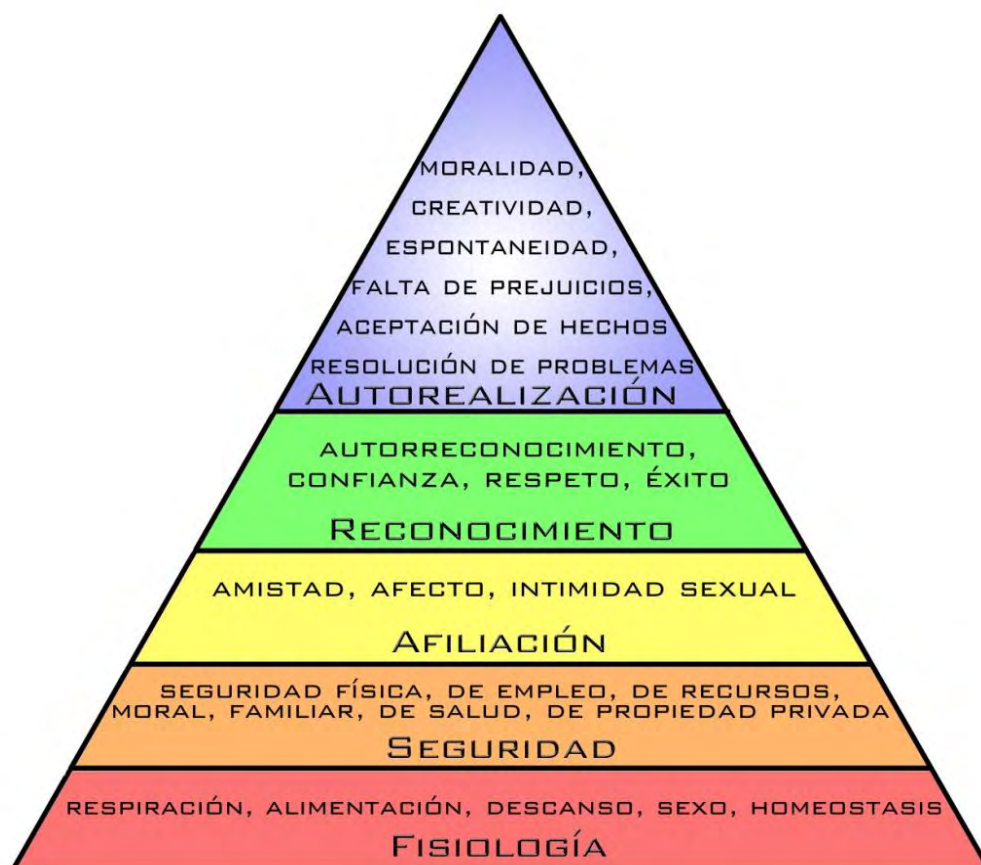 MORALIDAD,
CREATIVIDAD,
ESPONTANEIDAD,
FALTA DE PREJUICIOS,
ACEPTACIÓN DE HECHOS
RESOLUCIÓN DE PROBLEMAS
AUTOREALIZACIÓN
AUTORRECONOCIMIENTO,
CONFIANZA, RESPETO, ÉXITO
RECONOCIMIENTO
AMISTAD, AFECTO, INTIMIDAD SEXUAL
AFILIACIÓN
SEGURIDAD FÍSICA, DE EMPLEO, DE RECURSOS,
MORAL, FAMILIAR, DE SALUD, DE PROPIEDAD PRIVADA
SEGURIDAD
RESPIRACIÓN, ALIMENTACIÓN, DESCANSO, SEXO, HOMEOSTASIS
FISIOLOGÍA